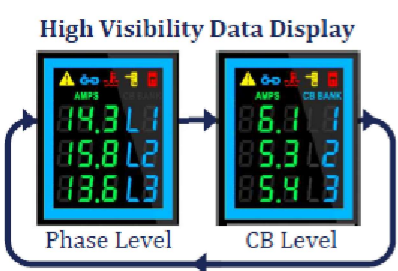 High Visibility Data Display
AMPS
14.3 L1
15.8 L2
13.6 L3
AMPS CB BANK
6.1 1
5.3 2
5.4 3
Phase Level CB Level